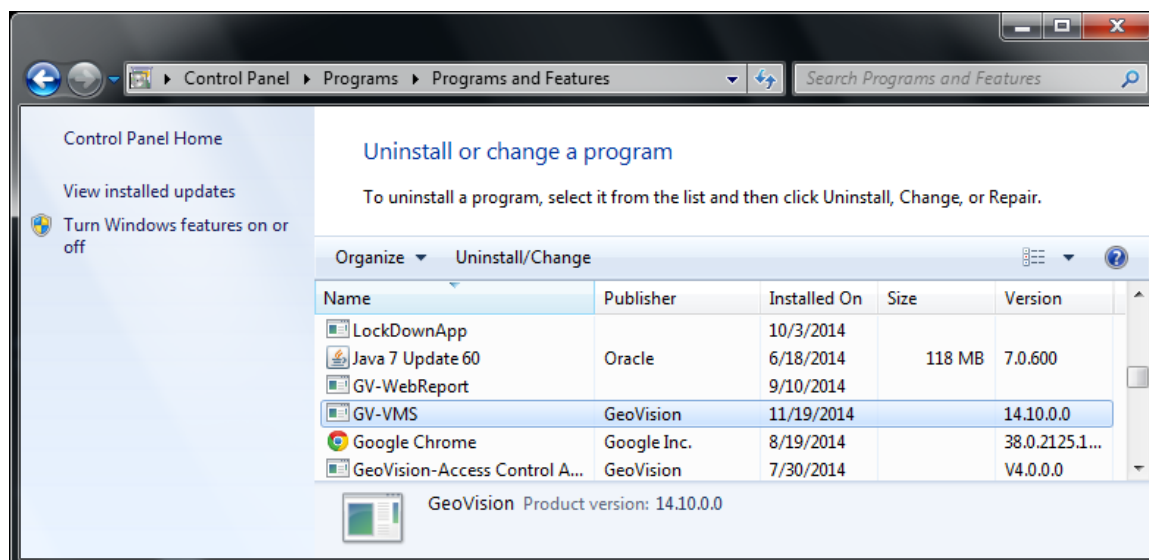 Control Panel Programs Programs and Features Search Programs and Features
Control Panel Home
View installed updates
Turn Windows features on or
off
Uninstall or change a program
To uninstall a program, select it from the list and then click Uninstall, Change, or Repair.
Organize Uninstall/Change
Name Publisher Installed On Size Version
LockDownApp 10/3/2014
Java 7 Update 60 Oracle 6/18/2014 118 MB 7.0.600
GV-WebReport 9/10/2014
GV-VMS GeoVision 11/19/2014 14.10.0.0
Google Chrome Google Inc. 8/19/2014 38.0.2125.1...
GeoVision-Access Control A... GeoVision 7/30/2014 V4.0.0.0
GeoVision Product version: 14.10.0.0